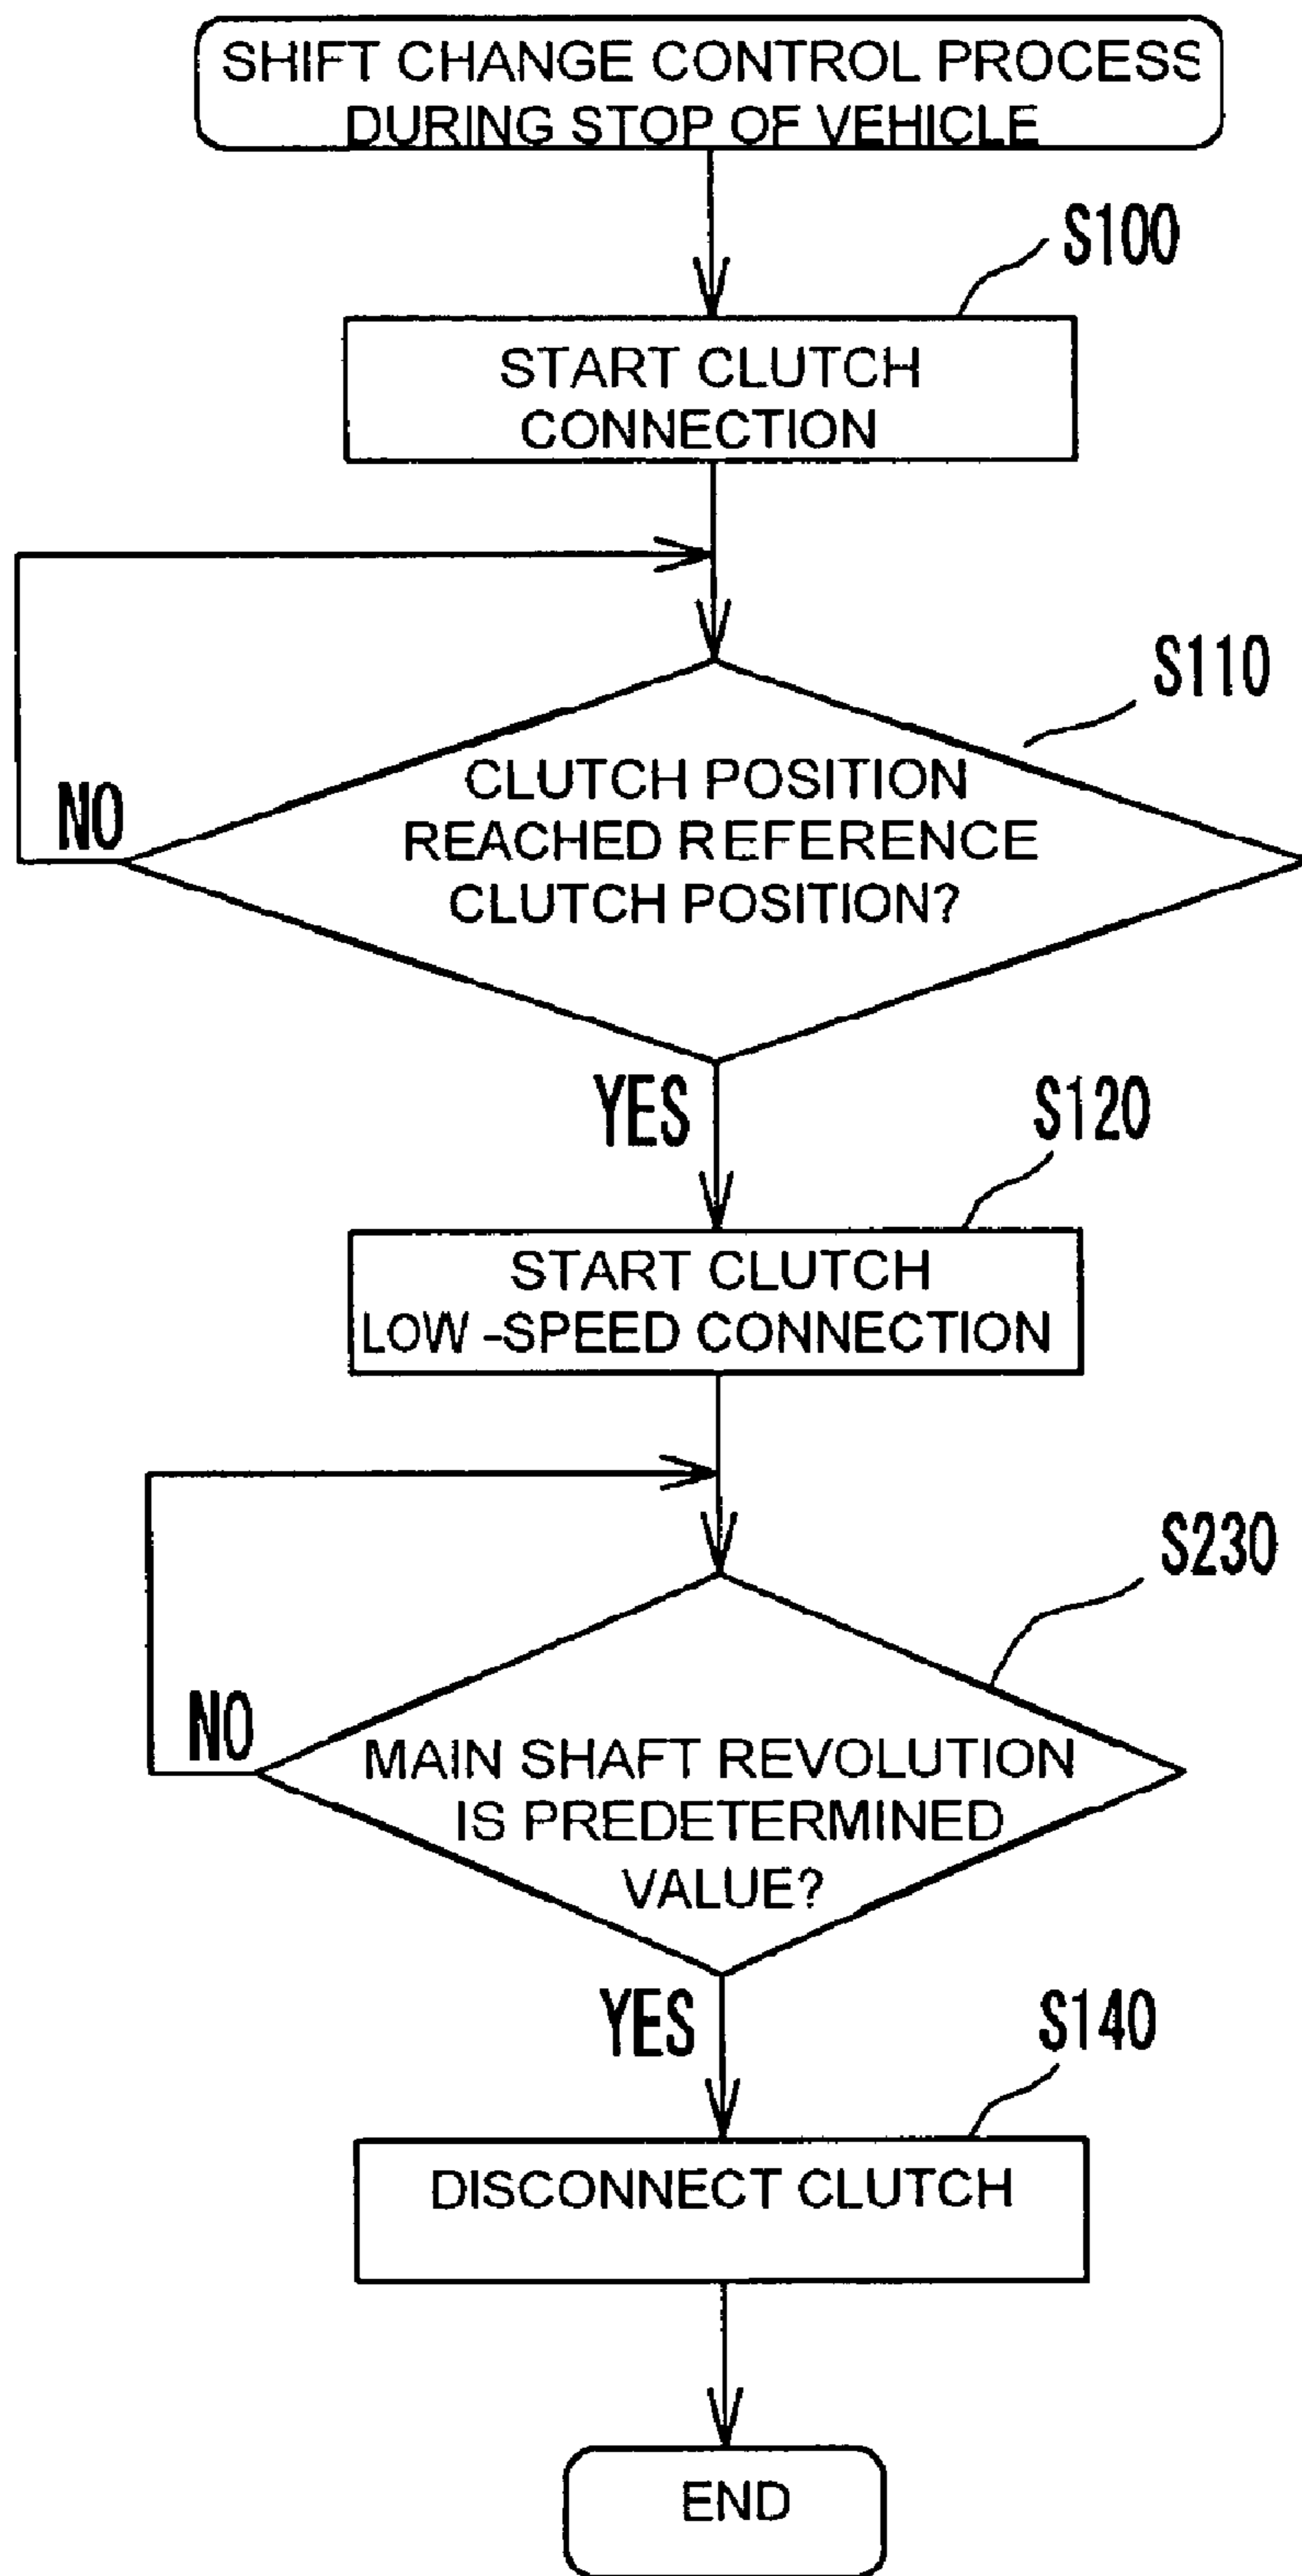 SHIFT CHANGE CONTROL PROCESS
DURING STOP OF VEHICLE
S100
START CLUTCH
CONNECTION
S110
CLUTCH POSITION
REACHED REFERENCE
CLUTCH POSITION?
NO
YES
S120
START CLUTCH
LOW -SPEED CONNECTION
S230
MAIN SHAFT REVOLUTION
IS PREDETERMINED
VALUE?
NO
YES
S140
DISCONNECT CLUTCH
END